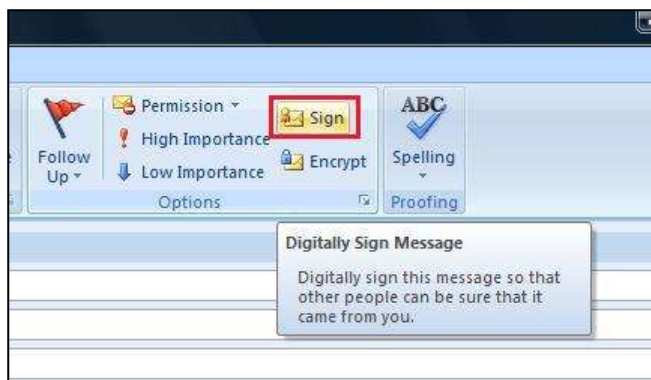 Follow
Up
Permission
High Importance
Low Importance
Sign
Encrypt
Options
ABC
Spelling
Proofing
Digitally Sign Message
Digitally sign this message so that
other people can be sure that it
came from you.